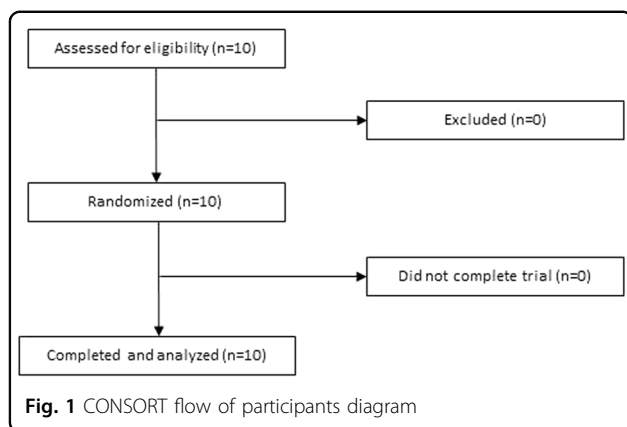 Assessed for eligibility (n=10)
Excluded (n=0)
Randomized (n=10)
Did not complete trial (n=0)
Completed and analyzed (n=10)
Fig. 1 CONSORT flow of participants diagram